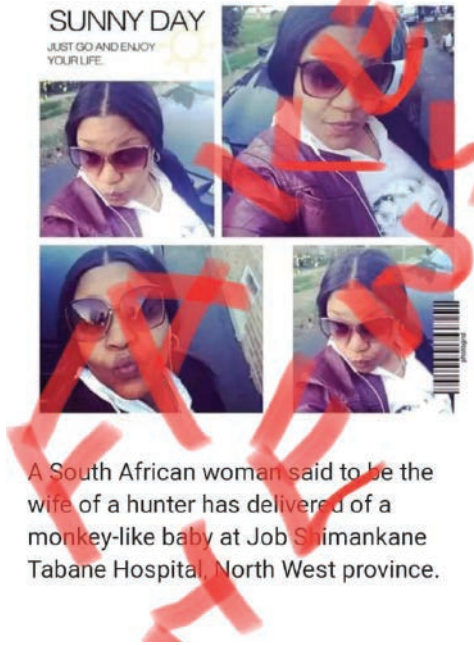 SUNNY DAY
JUST GO AND ENJOY
YOUR LIFE.
photogrid
A South African woman said to be the
wife of a hunter has delivered of a
monkey-like baby at Job Shimankane
Tabane Hospital, North West province.